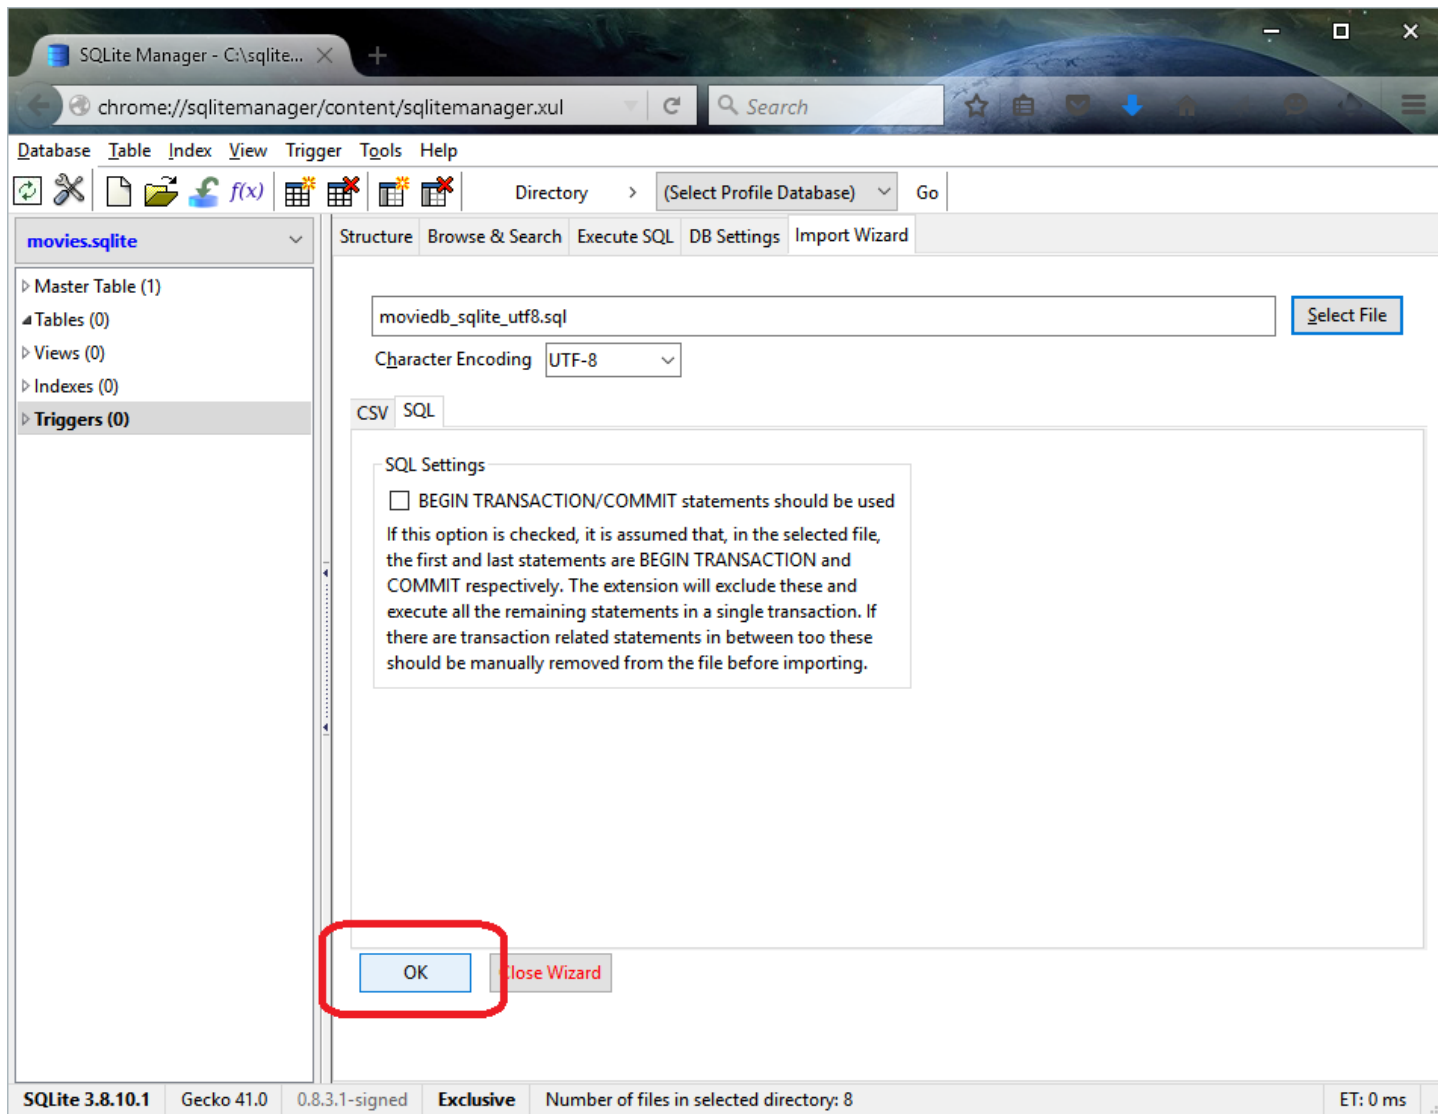 SQLite Manager - C:\sqlite...
chrome://sqlitemanager/content/sqlitemanager.xul
Search
Database Table Index View Trigger Tools Help
f(x)
Directory > (Select Profile Database) Go
movies.sqlite
Structure Browse & Search Execute SQL DB Settings Import Wizard
Master Table (1)
Tables (0)
Views (0)
Indexes (0)
Triggers (0)
moviedb_sqlite_utf8.sql
Select File
Character Encoding UTF-8
CSV SQL
SQL Settings
BEGIN TRANSACTION/COMMIT statements should be used
If this option is checked, it is assumed that, in the selected file,
the first and last statements are BEGIN TRANSACTION and
COMMIT respectively. The extension will exclude these and
execute all the remaining statements in a single transaction. If
there are transaction related statements in between too these
should be manually removed from the file before importing.
OK
Close Wizard
SQLite 3.8.10.1 Gecko 41.0 0.8.3.1-signed Exclusive Number of files in selected directory: 8 ET: 0 ms